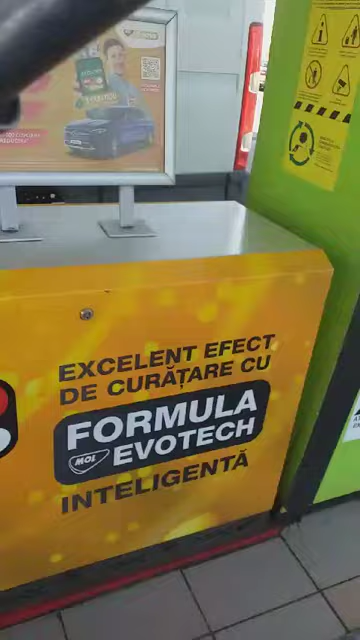 EXCELENT EFECT
DE CURĂȚARE CU
FORMULA
MOL EVOTECH
INTELIGENTĂ